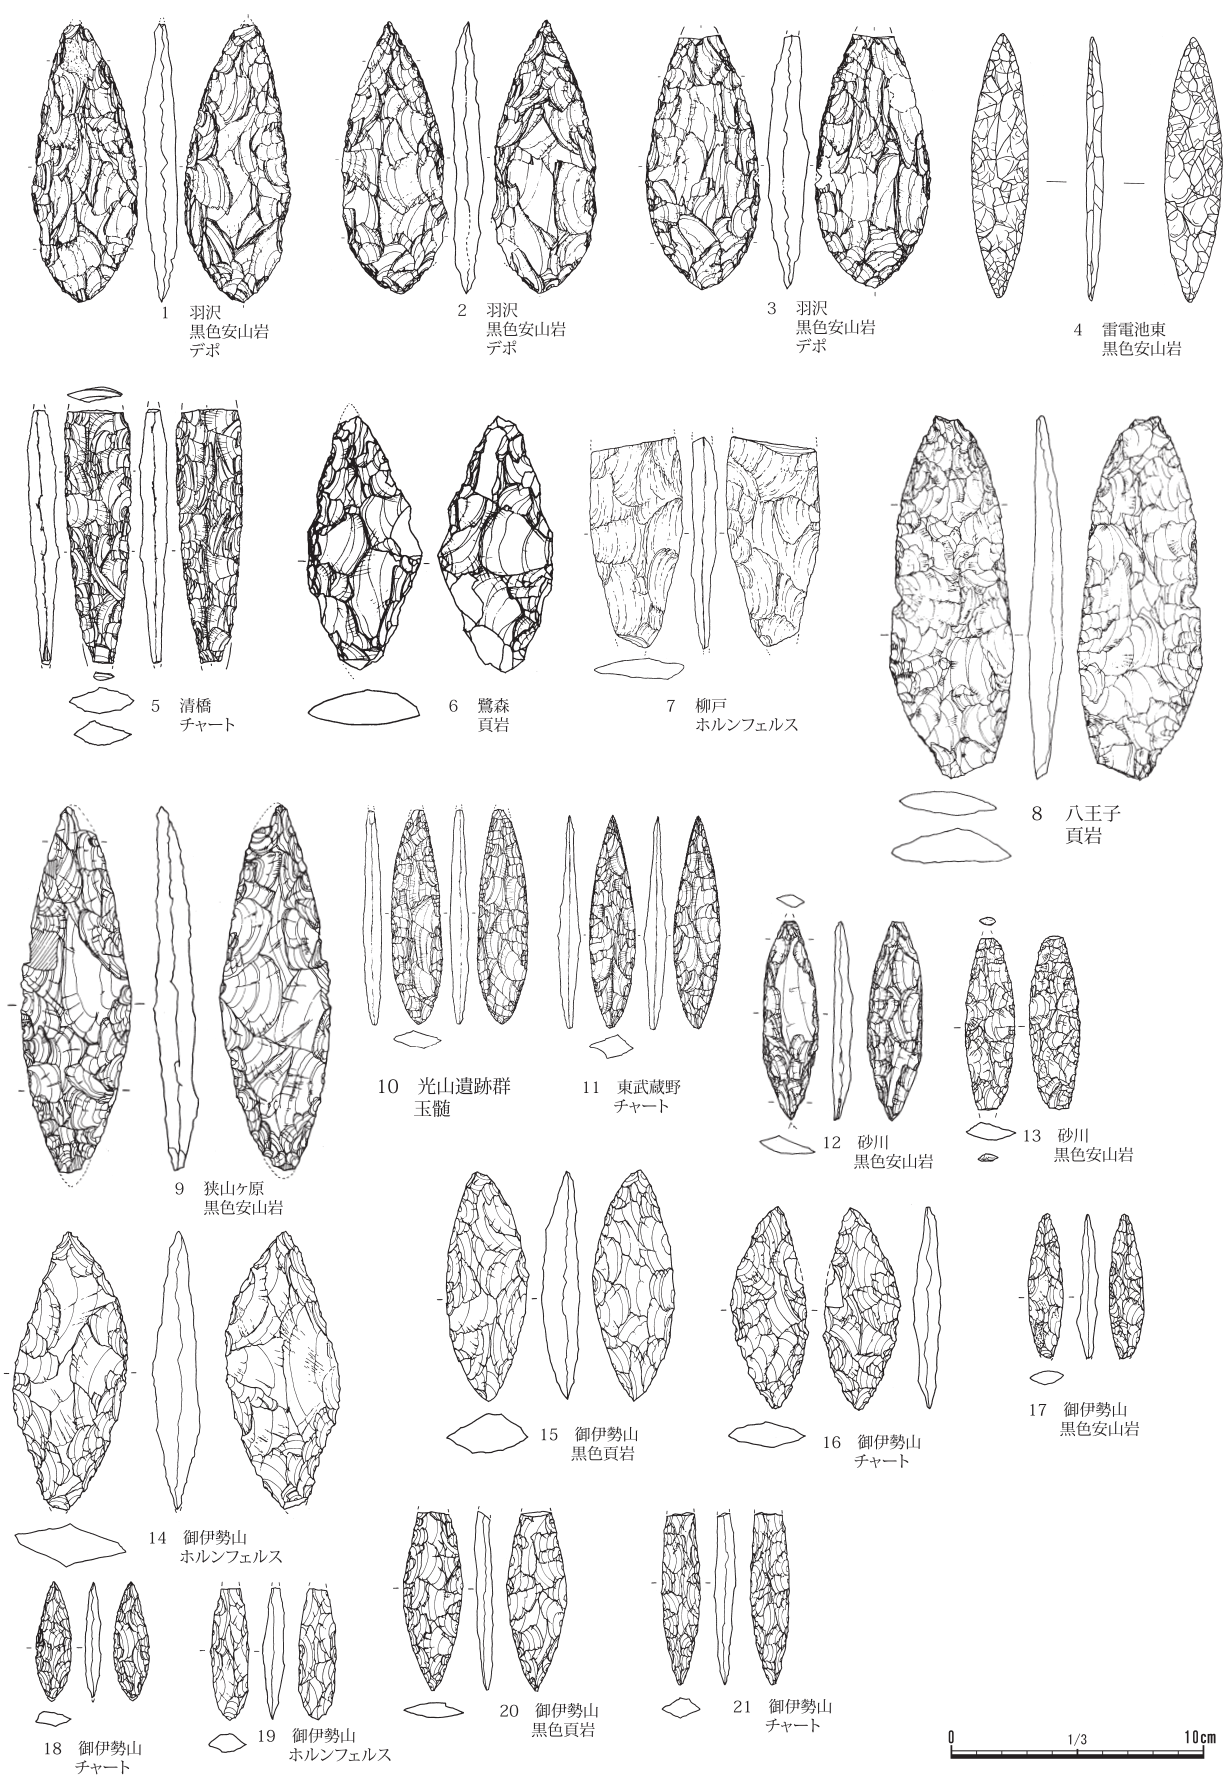 1 羽沢
黒色安山岩
デポ
2 羽沢
黒色安山岩
デポ
3 羽沢
黒色安山岩
デポ
4 雷電池東
黒色安山岩
5 清橋
チャート
6 鷺森
頁岩
7 柳戸
ホルンフェルス
8 八王子
頁岩
9 狭山ヶ原
黒色安山岩
10 光山遺跡群
玉髄
11 東武蔵野
チャート
12 砂川
黒色安山岩
13 砂川
黒色安山岩
14 御伊勢山
ホルンフェルス
15 御伊勢山
黒色頁岩
16 御伊勢山
チャート
17 御伊勢山
黒色安山岩
18 御伊勢山
チャート
19 御伊勢山
ホルンフェルス
20 御伊勢山
黒色頁岩
21 御伊勢山
チャート
0 1/3 10cm